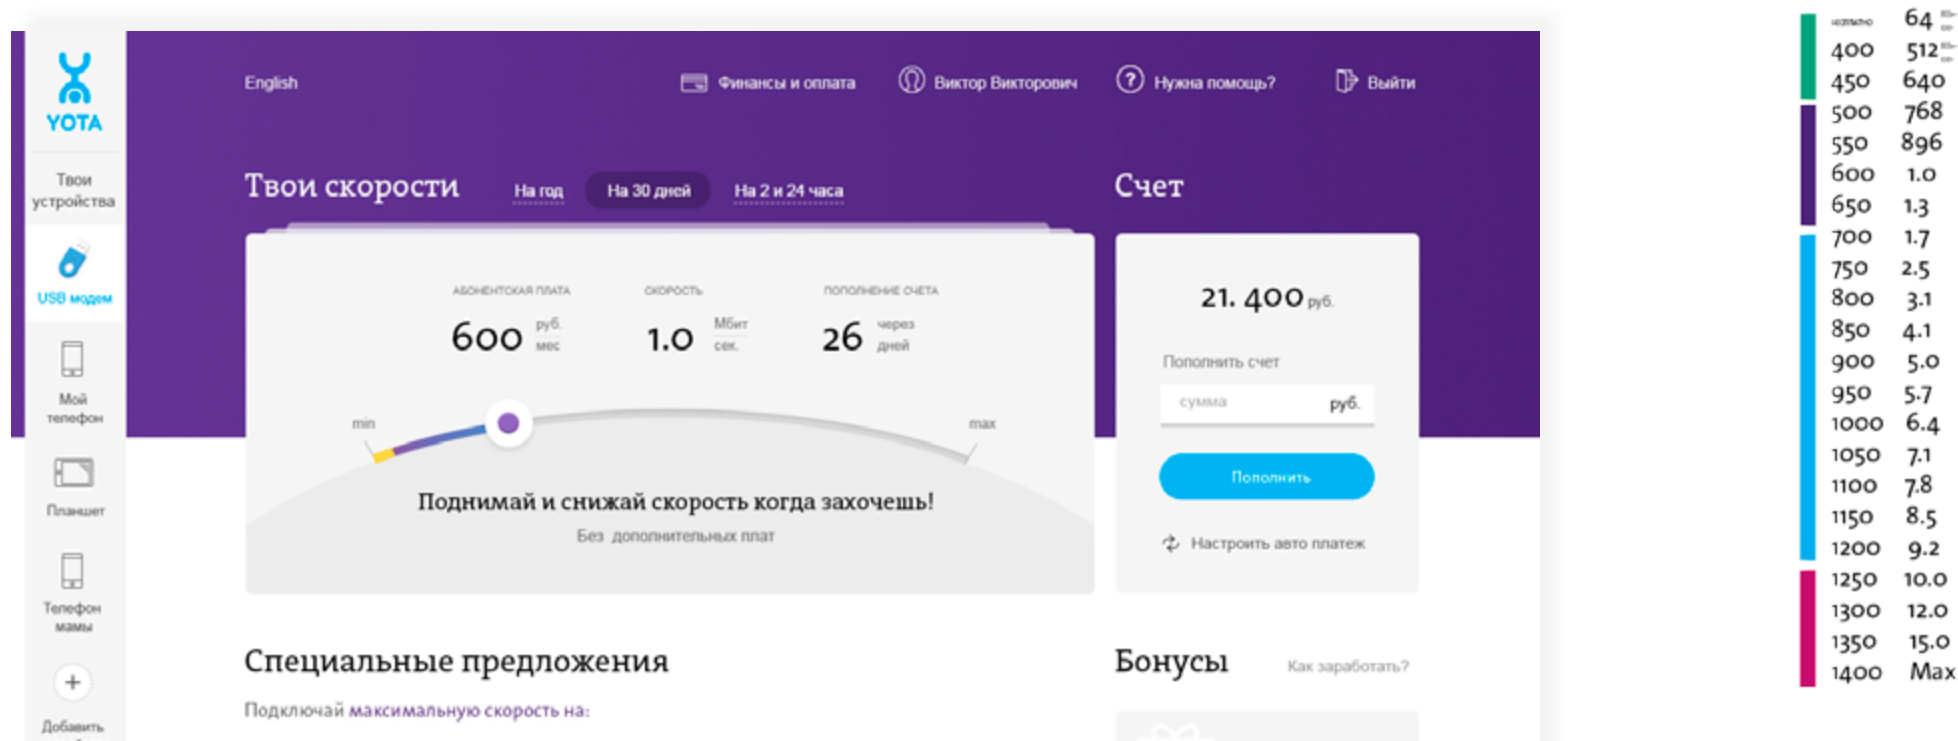 YOTA
Твои
устройства
USB модем
Мой
телефон
Планшет
Телефон
мамы
+
Добавить
English
Финансы и оплата
Виктор Викторович
? Нужна помощь?
Выйти
Твои скорости
На год
На 30 дней
На 2 и 24 часа
АБОНЕНТСКАЯ ПЛАТА
600 руб.
мес
СКОРОСТЬ
1.0 Мбит
сек.
ПОПОЛНЕНИЕ СЧЕТА
26 через
дней
min
max
Поднимай и снижай скорость когда захочешь!
Без дополнительных плат
Счет
21. 400 руб.
Пополнить счет
сумма руб.
Пополнить
Настроить авто платеж
Специальные предложения
Подключай максимальную скорость на:
Бонусы
Как заработать?
64
400 512
450 640
500 768
550 896
600 1.0
650 1.3
700 1.7
750 2.5
800 3.1
850 4.1
900 5.0
950 5.7
1000 6.4
1050 7.1
1100 7.8
1150 8.5
1200 9.2
1250 10.0
1300 12.0
1350 15.0
1400 Max